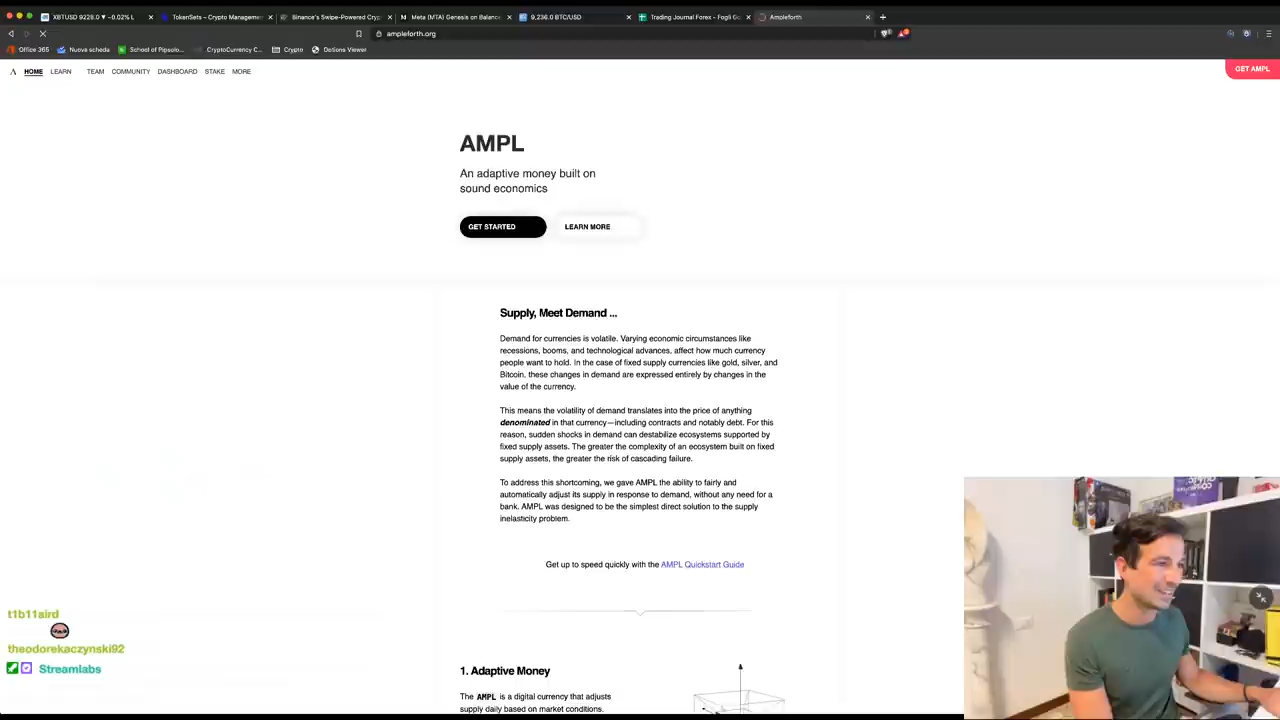 XBTUSD 9228.0 ▼ −0.02% L
TokenSets – Crypto Managemen
Binance's Swipe-Powered Cryp
Meta (MTA) Genesis on Balance
9,236.0 BTC/USD
Trading Journal Forex - Fogli Go
Ampleforth
ampleforth.org
Office 365
Nuova scheda
School of Pipsolo...
CryptoCurrency C...
Crypto
Options Viewer
HOME LEARN TEAM COMMUNITY DASHBOARD STAKE MORE
GET AMPL
AMPL
An adaptive money built on
sound economics
GET STARTED
LEARN MORE
Supply, Meet Demand ...
Demand for currencies is volatile. Varying economic circumstances like
recessions, booms, and technological advances, affect how much currency
people want to hold. In the case of fixed supply currencies like gold, silver, and
Bitcoin, these changes in demand are expressed entirely by changes in the
value of the currency.
This means the volatility of demand translates into the price of anything
denominated in that currency—including contracts and notably debt. For this
reason, sudden shocks in demand can destabilize ecosystems supported by
fixed supply assets. The greater the complexity of an ecosystem built on fixed
supply assets, the greater the risk of cascading failure.
To address this shortcoming, we gave AMPL the ability to fairly and
automatically adjust its supply in response to demand, without any need for a
bank. AMPL was designed to be the simplest direct solution to the supply
inelasticity problem.
Get up to speed quickly with the AMPL Quickstart Guide
1. Adaptive Money
The AMPL is a digital currency that adjusts
supply daily based on market conditions.
t1b11aird
theodorekaczynski92
Streamlabs